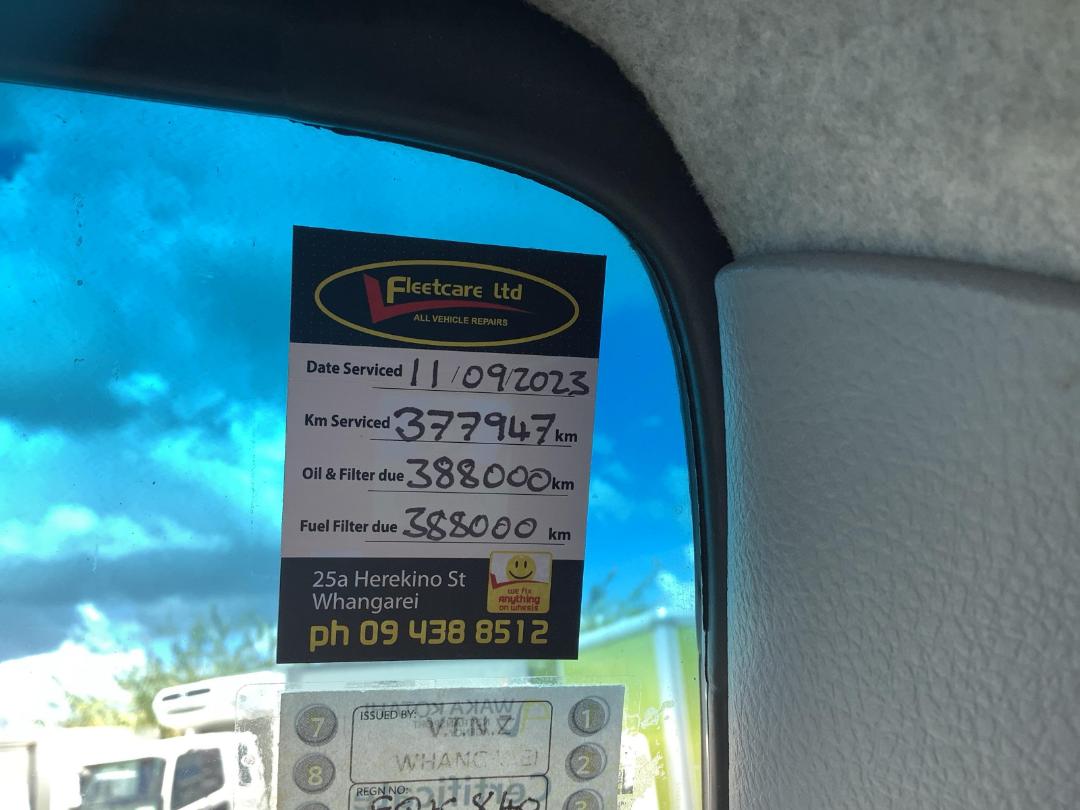 Fleetcare Ltd
ALL VEHICLE REPAIRS
Date Serviced 11/09/2023
Km Serviced 377947 km
Oil & Filter due 388000 km
Fuel Filter due 388000 km
25a Herekino St
Whangarei
we fix
anything
on wheels
ph 09 438 8512
7
ISSUED BY:
V.I.N.Z
1
8
2
REGN NO:
3